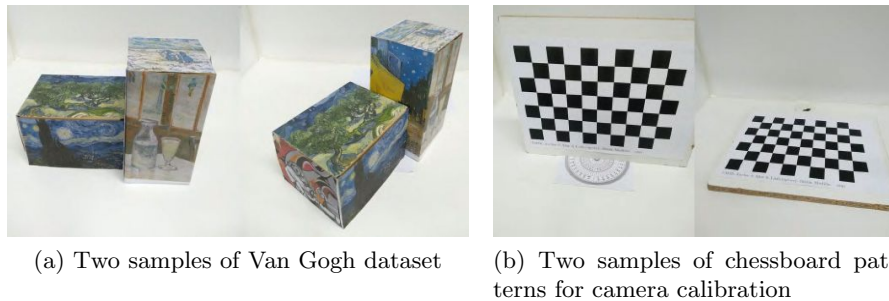 (a) Two samples of Van Gogh dataset
(b) Two samples of chessboard pat
terns for camera calibration